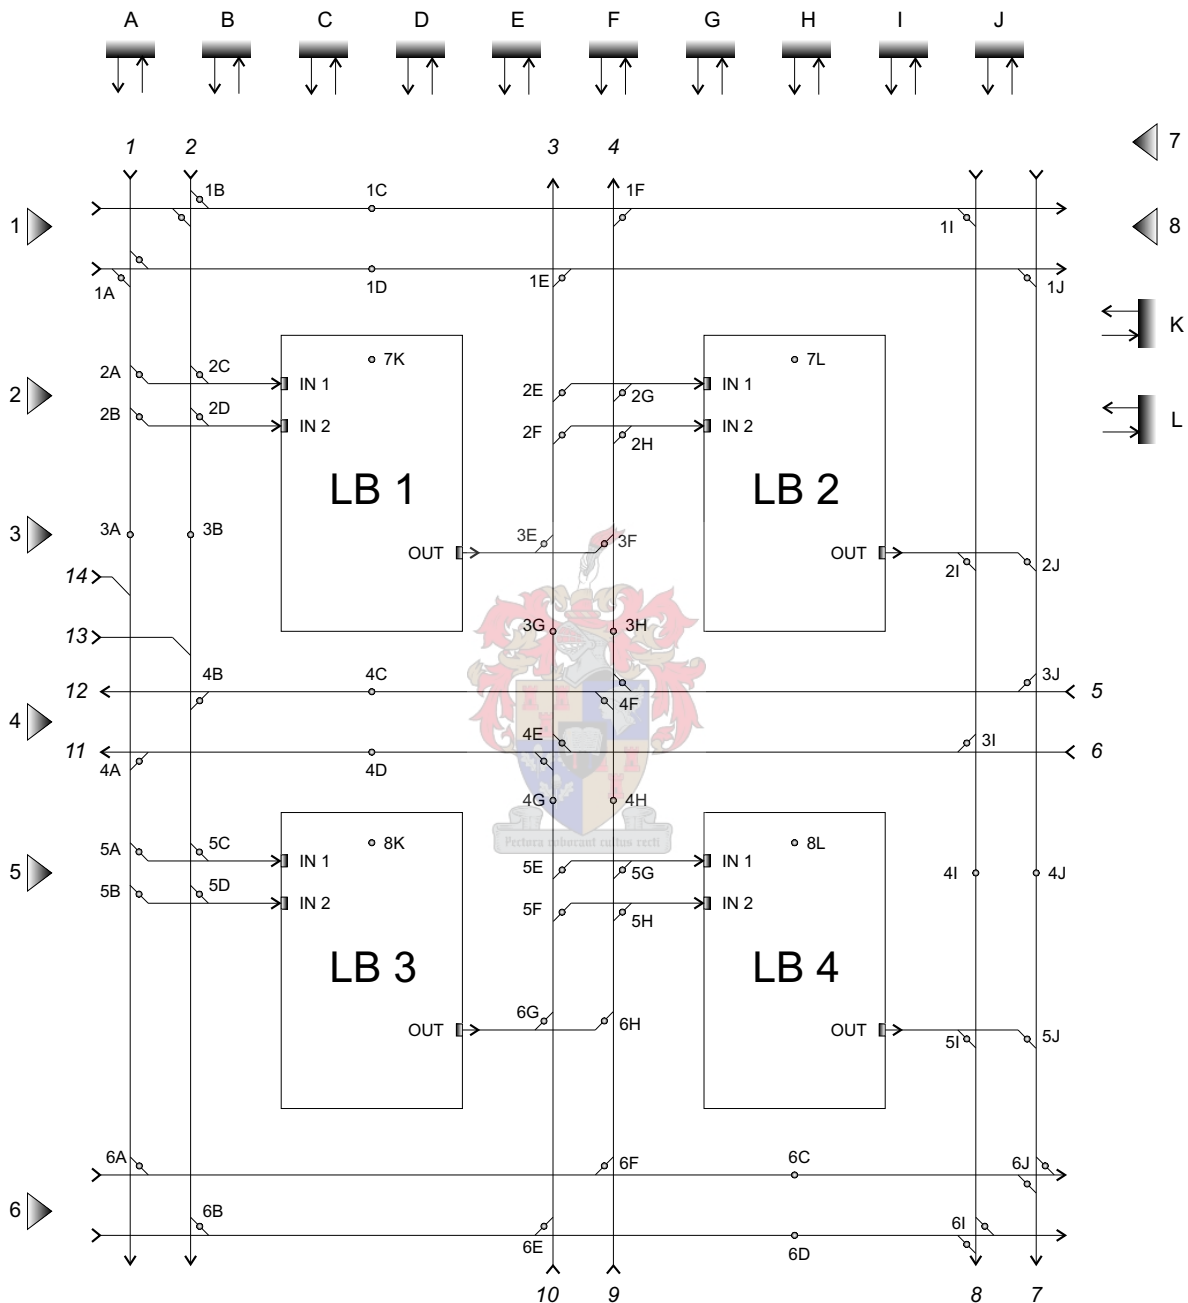 A B C D E F G H I J
1 2 3 4 7
1B 1C 1F
1 1I 8
1A 1D 1E 1J
K
7K 7L
2A 2C IN 1 2E 2G IN 1
2
2B 2D IN 2 2F 2H IN 2
L
LB 1 LB 2
3 3A 3B 3E 3F
OUT OUT
14 2I 2J
13 3G 3H
4B 4C 3J
12 4F 5
4
4E 3I
11 4A 4D 6
4G 4H
Pectora roborant cultus recti
5A 5C 8K IN 1 5E 5G 8L IN 1
5 4I 4J
5B 5D IN 2 5F 5H IN 2
LB 3 LB 4
6G 6H
OUT OUT
5I 5J
6A 6F 6C 6J
6 6B 6I
6E 6D
10 9 8 7